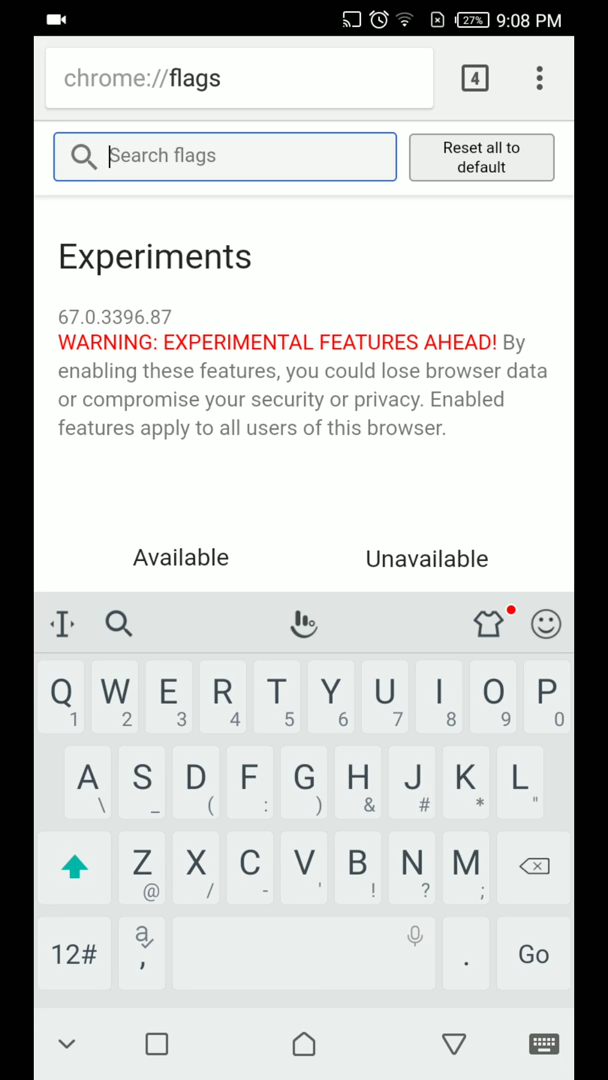 27% 9:08 PM
chrome://flags 4
Search flags
Reset all to
default
Experiments
67.0.3396.87
WARNING: EXPERIMENTAL FEATURES AHEAD! By
enabling these features, you could lose browser data
or compromise your security or privacy. Enabled
features apply to all users of this browser.
Available Unavailable
Q W E R T Y U I O P
1 2 3 4 5 6 7 8 9 0
A S D F G H J K L
\ _ ( : ) & # * "
Z X C V B N M
@ / - ' ! ? ;
12# a , . Go